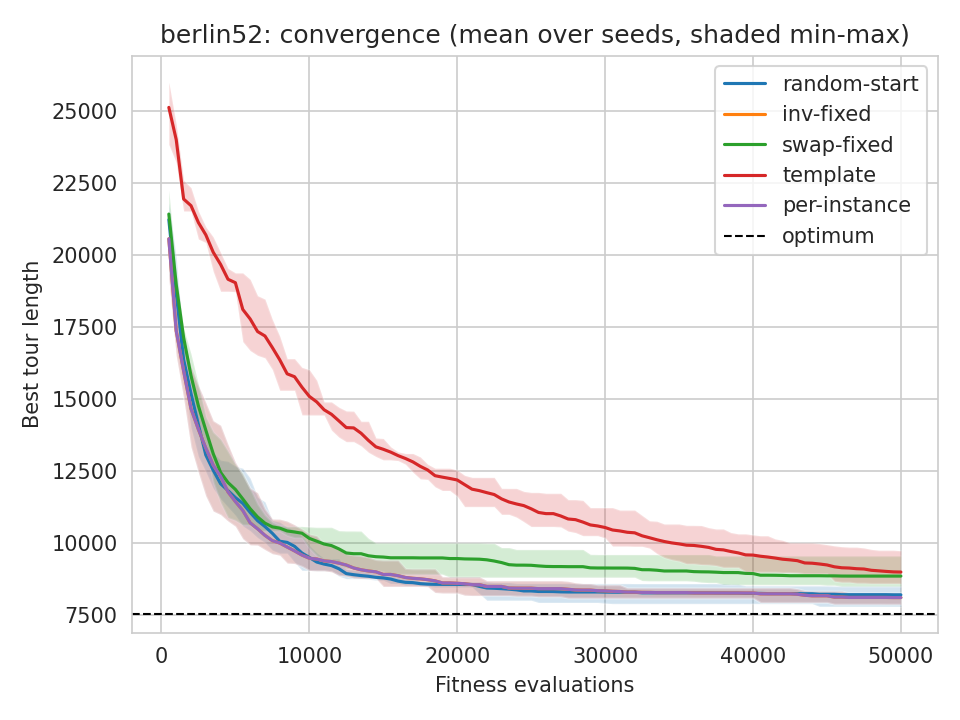 berlin52: convergence (mean over seeds, shaded min-max)
random-start
inv-fixed
swap-fixed
template
per-instance
optimum
Best tour length
25000
22500
20000
17500
15000
12500
10000
7500
0 10000 20000 30000 40000 50000
Fitness evaluations